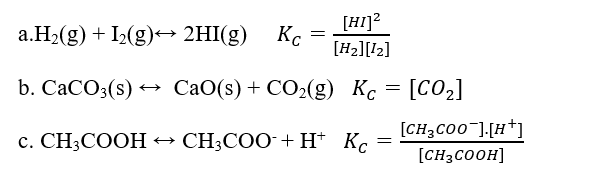 a.H₂(g) + I₂(g)↔ 2HI(g) K_C = [HI]² / [H₂][I₂]
b. CaCO₃(s) ↔ CaO(s) + CO₂(g) K_C = [CO₂]
c. CH₃COOH ↔ CH₃COO⁻ + H⁺ K_C = [CH₃COO⁻].[H⁺] / [CH₃COOH]